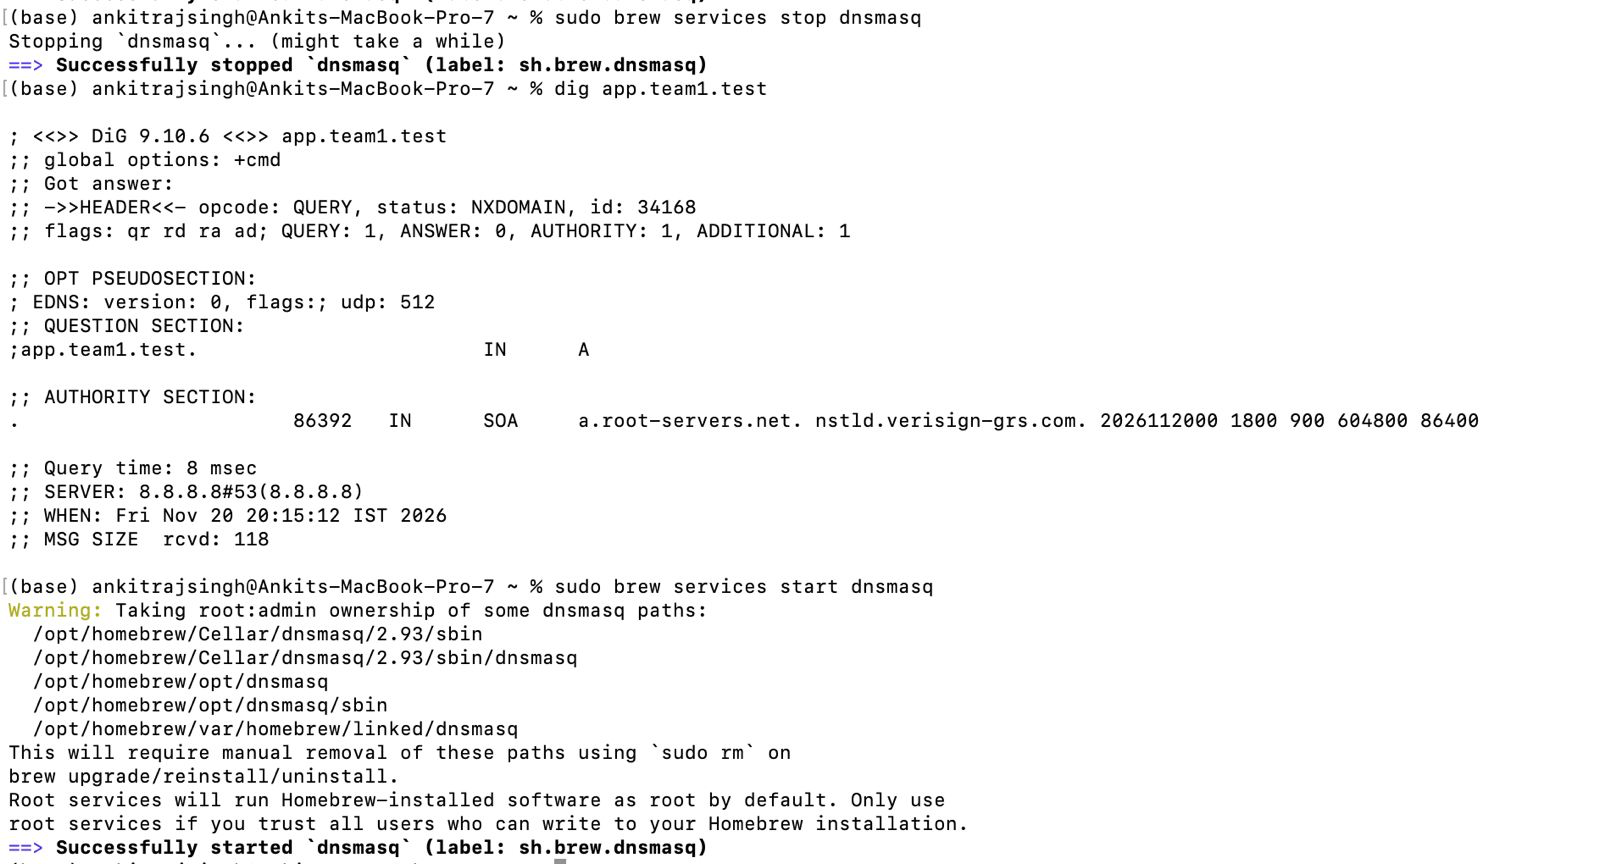 [(base) ankitrajsingh@Ankits-MacBook-Pro-7 ~ % sudo brew services stop dnsmasq
Stopping `dnsmasq`... (might take a while)
==> Successfully stopped `dnsmasq` (label: sh.brew.dnsmasq)
[(base) ankitrajsingh@Ankits-MacBook-Pro-7 ~ % dig app.team1.test
; <<>> DiG 9.10.6 <<>> app.team1.test
;; global options: +cmd
;; Got answer:
;; ->>HEADER<<- opcode: QUERY, status: NXDOMAIN, id: 34168
;; flags: qr rd ra ad; QUERY: 1, ANSWER: 0, AUTHORITY: 1, ADDITIONAL: 1
;; OPT PSEUDOSECTION:
; EDNS: version: 0, flags:; udp: 512
;; QUESTION SECTION:
;app.team1.test. IN A
;; AUTHORITY SECTION:
. 86392 IN SOA a.root-servers.net. nstld.verisign-grs.com. 2026112000 1800 900 604800 86400
;; Query time: 8 msec
;; SERVER: 8.8.8.8#53(8.8.8.8)
;; WHEN: Fri Nov 20 20:15:12 IST 2026
;; MSG SIZE rcvd: 118
[(base) ankitrajsingh@Ankits-MacBook-Pro-7 ~ % sudo brew services start dnsmasq
Warning: Taking root:admin ownership of some dnsmasq paths:
/opt/homebrew/Cellar/dnsmasq/2.93/sbin
/opt/homebrew/Cellar/dnsmasq/2.93/sbin/dnsmasq
/opt/homebrew/opt/dnsmasq
/opt/homebrew/opt/dnsmasq/sbin
/opt/homebrew/var/homebrew/linked/dnsmasq
This will require manual removal of these paths using `sudo rm` on
brew upgrade/reinstall/uninstall.
Root services will run Homebrew-installed software as root by default. Only use
root services if you trust all users who can write to your Homebrew installation.
==> Successfully started `dnsmasq` (label: sh.brew.dnsmasq)